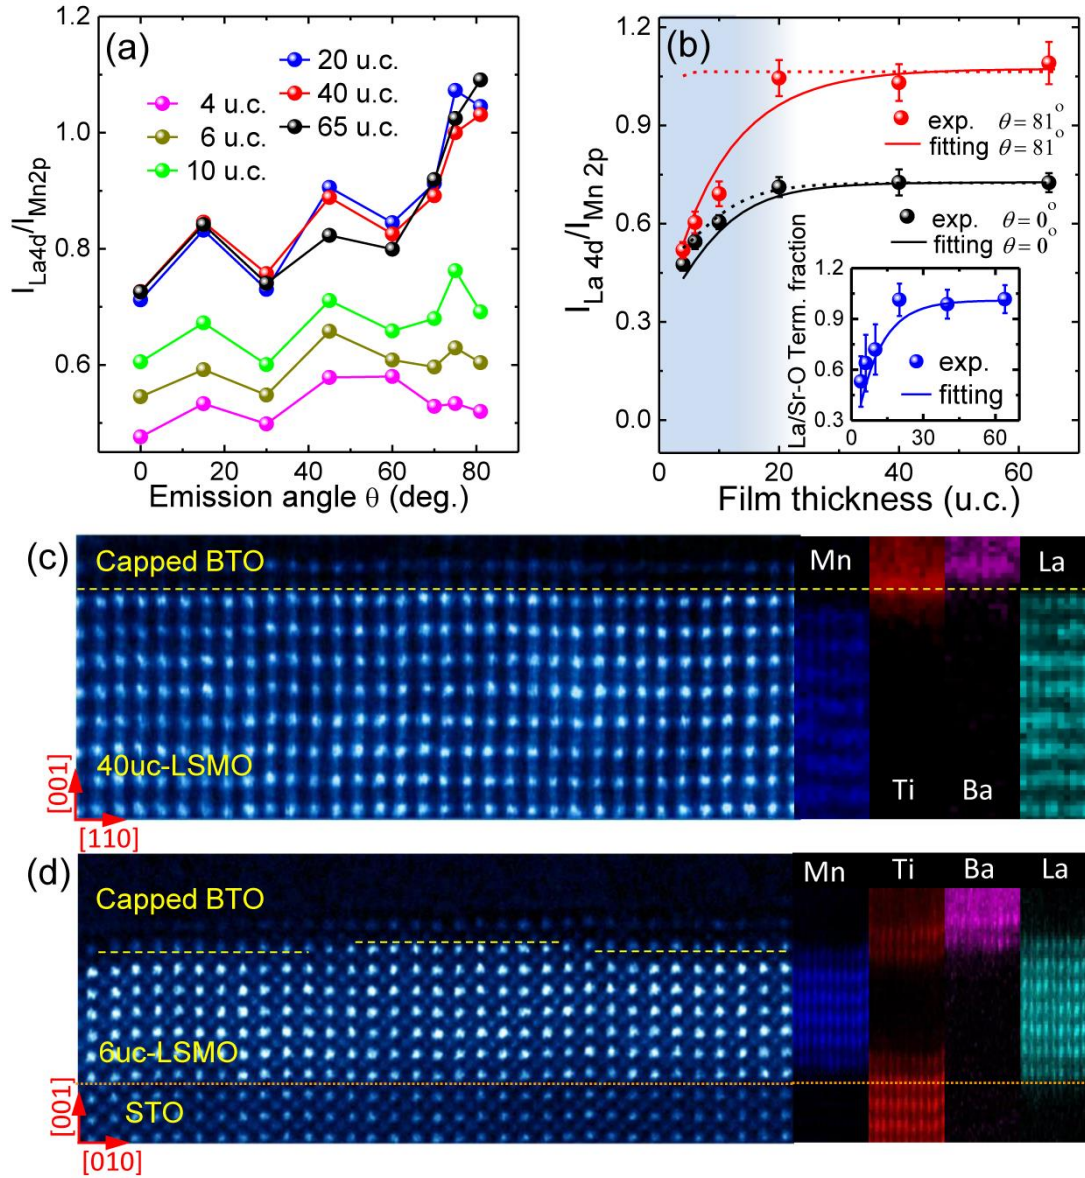 (a)
20 u.c.
40 u.c.
65 u.c.
4 u.c.
6 u.c.
10 u.c.
1.2
1.0
0.8
0.6
I_La4d/I_Mn2p
0 20 40 60 80
Emission angle θ (deg.)
(b)
1.2
0.9
0.6
0.3
0.0
I_La 4d/I_Mn 2p
exp. θ = 81°
fitting θ = 81°
exp. θ = 0°
fitting θ = 0°
La/Sr-O Term. fraction
1.2
0.9
0.6
0.3
exp.
fitting
0 30 60
0 20 40 60
Film thickness (u.c.)
(c)
Capped BTO
40uc-LSMO
[001]
[110]
Mn
Ti
Ba
La
(d)
Capped BTO
6uc-LSMO
STO
[001]
[010]
Mn
Ti
Ba
La